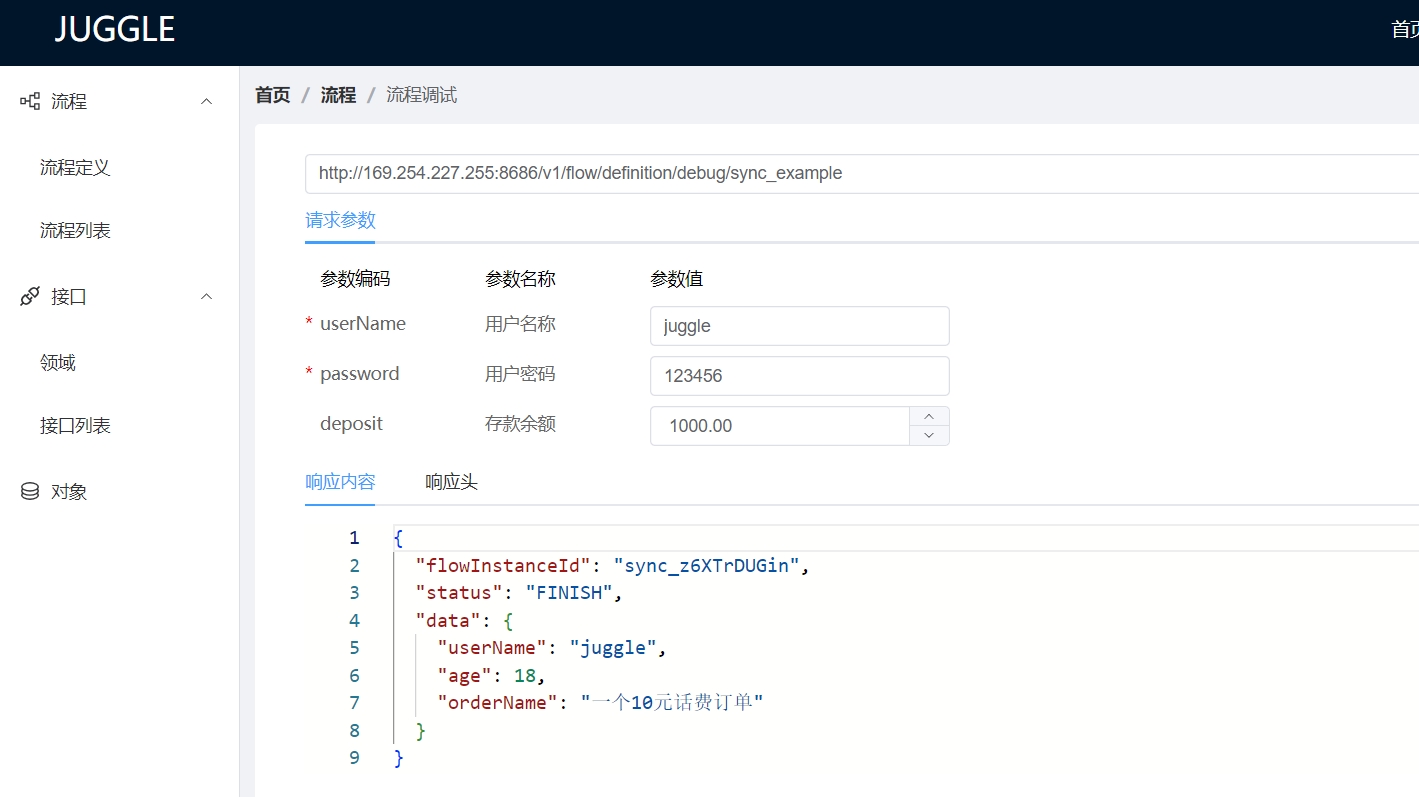 JUGGLE
首页
流程
流程定义
流程列表
接口
领域
接口列表
对象
首页 / 流程 / 流程调试
http://169.254.227.255:8686/v1/flow/definition/debug/sync_example
请求参数
参数编码 参数名称 参数值
* userName 用户名称 juggle
* password 用户密码 123456
deposit 存款余额 1000.00
响应内容 响应头
1 {
2 "flowInstanceId": "sync_z6XTrDUGin",
3 "status": "FINISH",
4 "data": {
5 "userName": "juggle",
6 "age": 18,
7 "orderName": "一个10元话费订单"
8 }
9 }